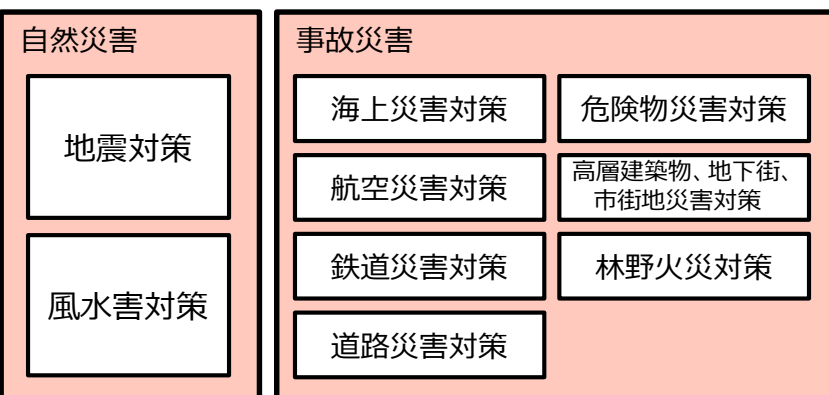 自然災害
地震対策
風水害対策
事故災害
海上災害対策
危険物災害対策
航空災害対策
高層建築物、地下街、
市街地災害対策
鉄道災害対策
林野火災対策
道路災害対策